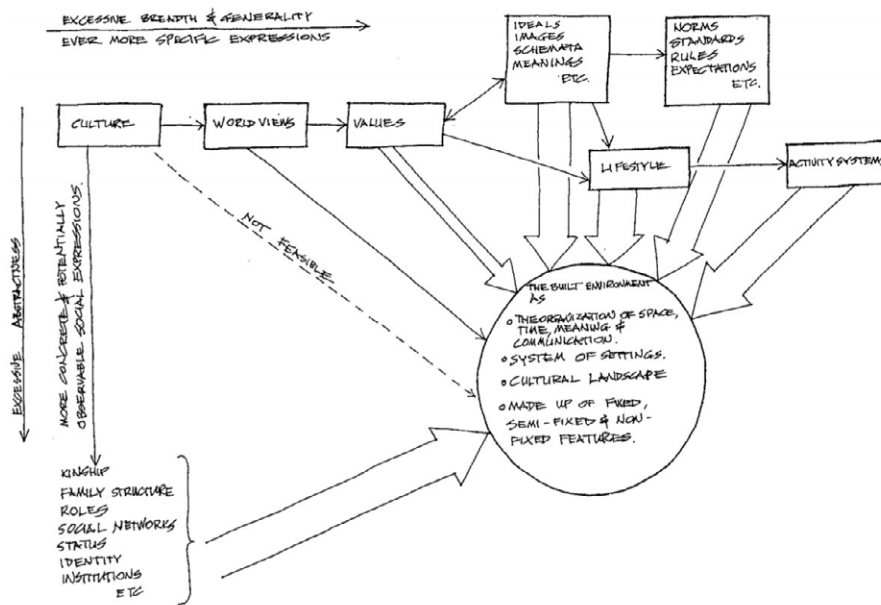 EXCESSIVE BREADTH & GENERALITY
EVER MORE SPECIFIC EXPRESSIONS
IDEALS
IMAGES
SCHEMATA
MEANINGS
ETC.
NORMS
STANDARDS
RULES
EXPECTATIONS
ETC.
CULTURE
WORLD VIEWS
VALUES
LIFESTYLE
ACTIVITY SYSTEMS
EXCESSIVE ABSTRACTNESS
MORE CONCRETE & POTENTIALLY
OBSERVABLE SOCIAL EXPRESSIONS.
NOT FEASIBLE
THE BUILT ENVIRONMENT
AS
THE ORGANIZATION OF SPACE,
TIME, MEANING &
COMMUNICATION.
SYSTEM OF SETTINGS.
CULTURAL LANDSCAPE
MADE UP OF FIXED,
SEMI-FIXED & NON-
FIXED FEATURES.
KINSHIP
FAMILY STRUCTURE
ROLES
SOCIAL NETWORKS
STATUS
IDENTITY
INSTITUTIONS
ETC